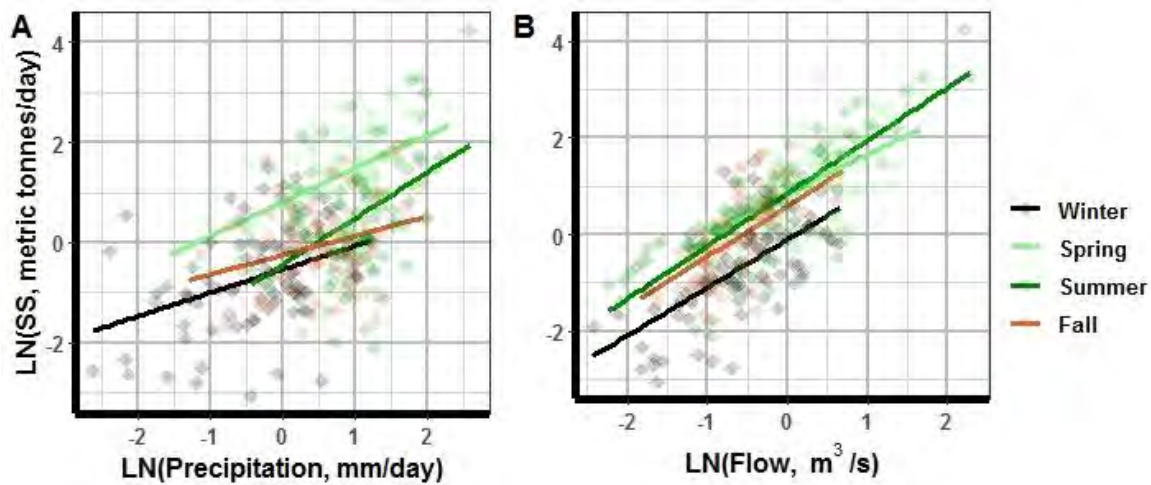 A
B
LN(SS, metric tonnes/day)
4
2
0
-2
-2
-1
0
1
2
LN(Precipitation, mm/day)
4
2
0
-2
-2
-1
0
1
2
LN(Flow, m³ /s)
Winter
Spring
Summer
Fall